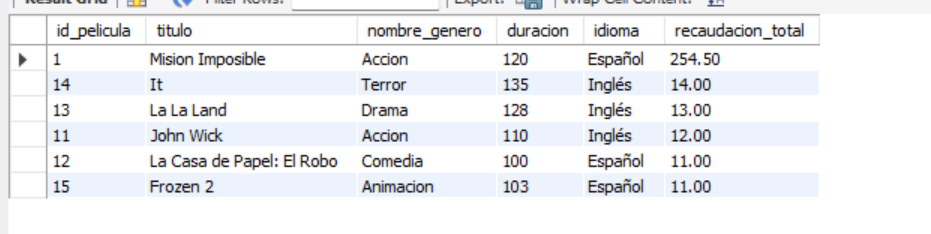 Result Grid Filter Rows: Export: Wrap Cell Content:
id_pelicula titulo nombre_genero duracion idioma recaudacion_total
1 Mision Imposible Accion 120 Español 254.50
14 It Terror 135 Inglés 14.00
13 La La Land Drama 128 Inglés 13.00
11 John Wick Accion 110 Inglés 12.00
12 La Casa de Papel: El Robo Comedia 100 Español 11.00
15 Frozen 2 Animacion 103 Español 11.00